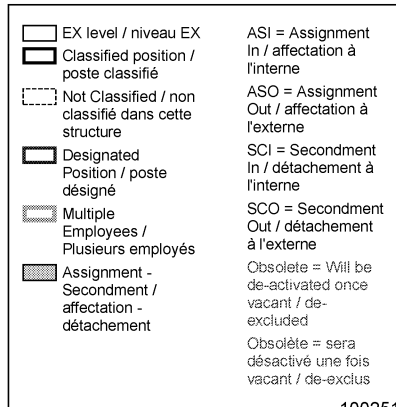 EX level / niveau EX
Classified position /
poste classifié
Not Classified / non
classifié dans cette
structure
Designated
Position / poste
désigné
Multiple
Employees /
Plusieurs employés
Assignment -
Secondment /
affectation -
détachement
ASI = Assignment
In / affectation à
l'interne
ASO = Assignment
Out / affectation à
l'externe
SCI = Secondment
In / détachement à
l'interne
SCO = Secondment
Out / détachement
à l'externe
Obsolete = Will be
de-activated once
vacant / de-
excluded
Obsolète = sera
désactivé une fois
vacant / de-exclus